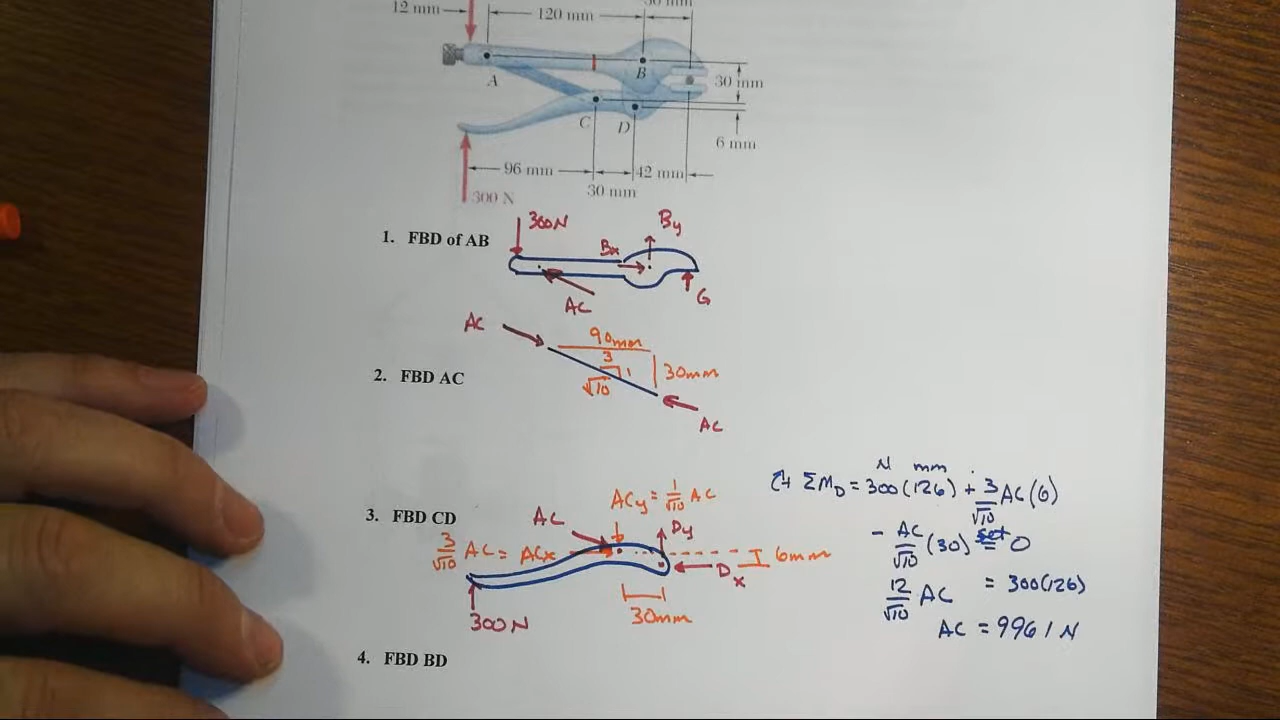 12 mm
120 mm
A
B
30 mm
C
D
6 mm
96 mm
42 mm
30 mm
300 N
1. FBD of AB
300N
By
Bx
AC
G
AC
90mm
3
1
√10
30mm
2. FBD AC
AC
N mm
↻+ ΣM_D = 300(126) + 3/√10 AC(6)
- AC/√10 (30) set = 0
12/√10 AC = 300(126)
AC = 9961 N
ACy = 1/√10 AC
3. FBD CD
AC
Dy
3/√10 AC = ACx
6mm
Dx
30mm
300N
4. FBD BD